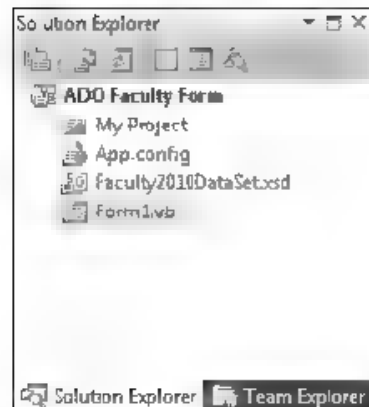 Solution Explorer
ADO Faculty Form
My Project
App.config
Faculty2010DataSet.xsd
Form1.vb
Solution Explorer Team Explorer